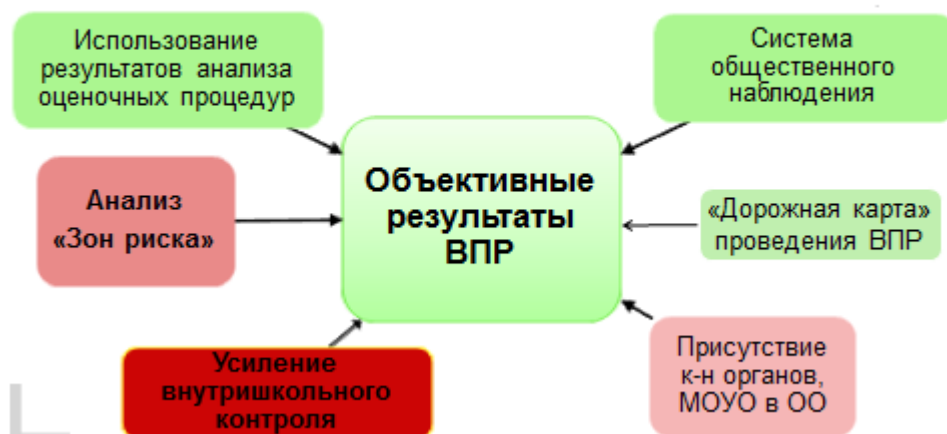 Использование
результатов анализа
оценочных процедур
Система
общественного
наблюдения
Объективные
результаты
ВПР
Анализ
«Зон риска»
«Дорожная карта»
проведения ВПР
Усиление
внутришкольного
контроля
Присутствие
к-н органов,
МОУО в ОО